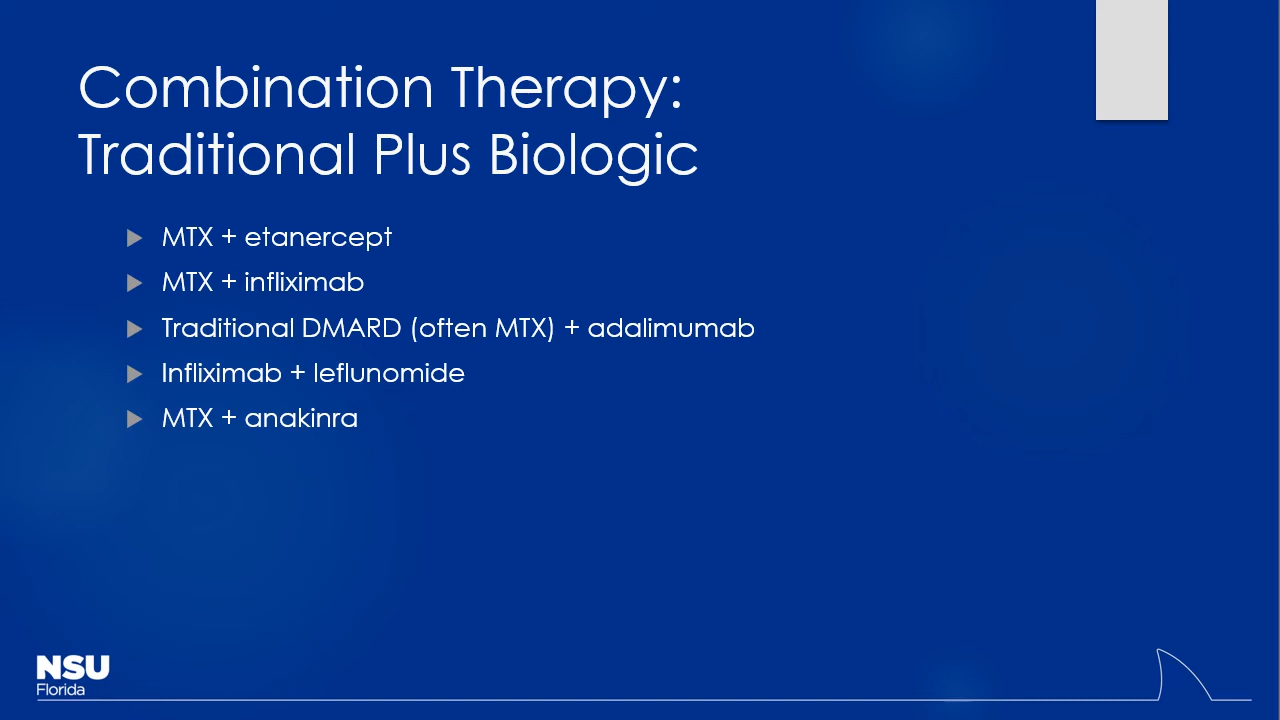 Combination Therapy:
Traditional Plus Biologic
MTX + etanercept
MTX + infliximab
Traditional DMARD (often MTX) + adalimumab
Infliximab + leflunomide
MTX + anakinra
NSU
Florida